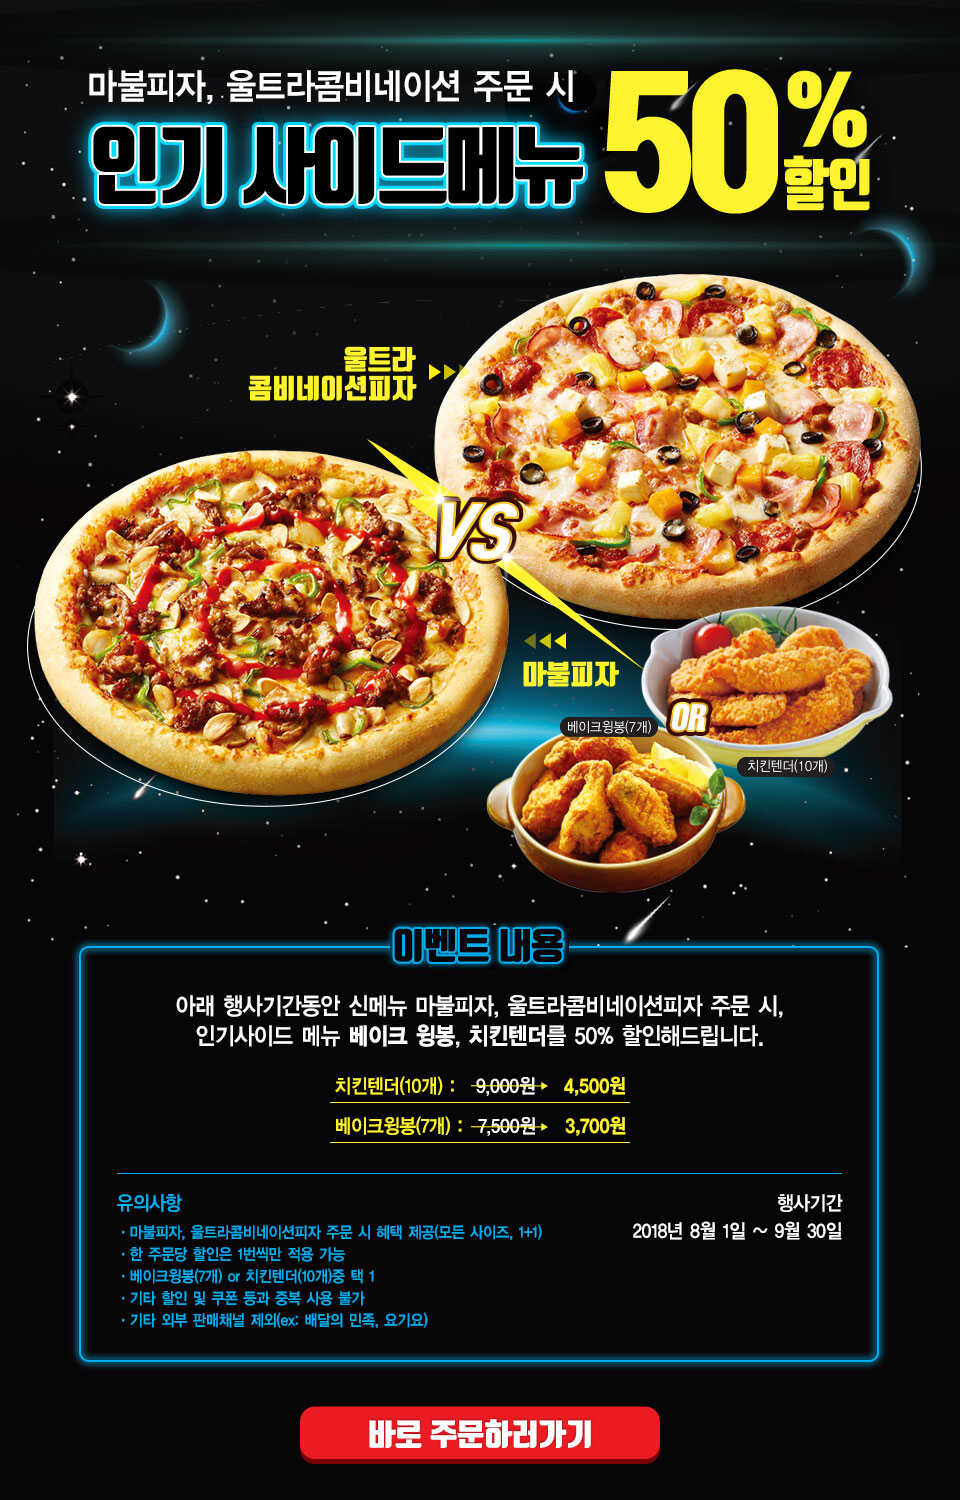 마불피자, 울트라콤비네이션 주문 시
인기 사이드메뉴 50% 할인
울트라
콤비네이션피자
VS
마불피자
OR
베이크윙봉(7개)
치킨텐더(10개)
이벤트 내용
아래 행사기간동안 신메뉴 마불피자, 울트라콤비네이션피자 주문 시,
인기사이드 메뉴 베이크 윙봉, 치킨텐더를 50% 할인해드립니다.
치킨텐더(10개) : 9,000원 4,500원
베이크윙봉(7개) : 7,500원 3,700원
유의사항
· 마불피자, 울트라콤비네이션피자 주문 시 혜택 제공(모든 사이즈, 1+1)
· 한 주문당 할인은 1번씩만 적용 가능
· 베이크윙봉(7개) or 치킨텐더(10개)중 택 1
· 기타 할인 및 쿠폰 등과 중복 사용 불가
· 기타 외부 판매채널 제외(ex: 배달의 민족, 요기요)
행사기간
2018년 8월 1일 ~ 9월 30일
바로 주문하러가기